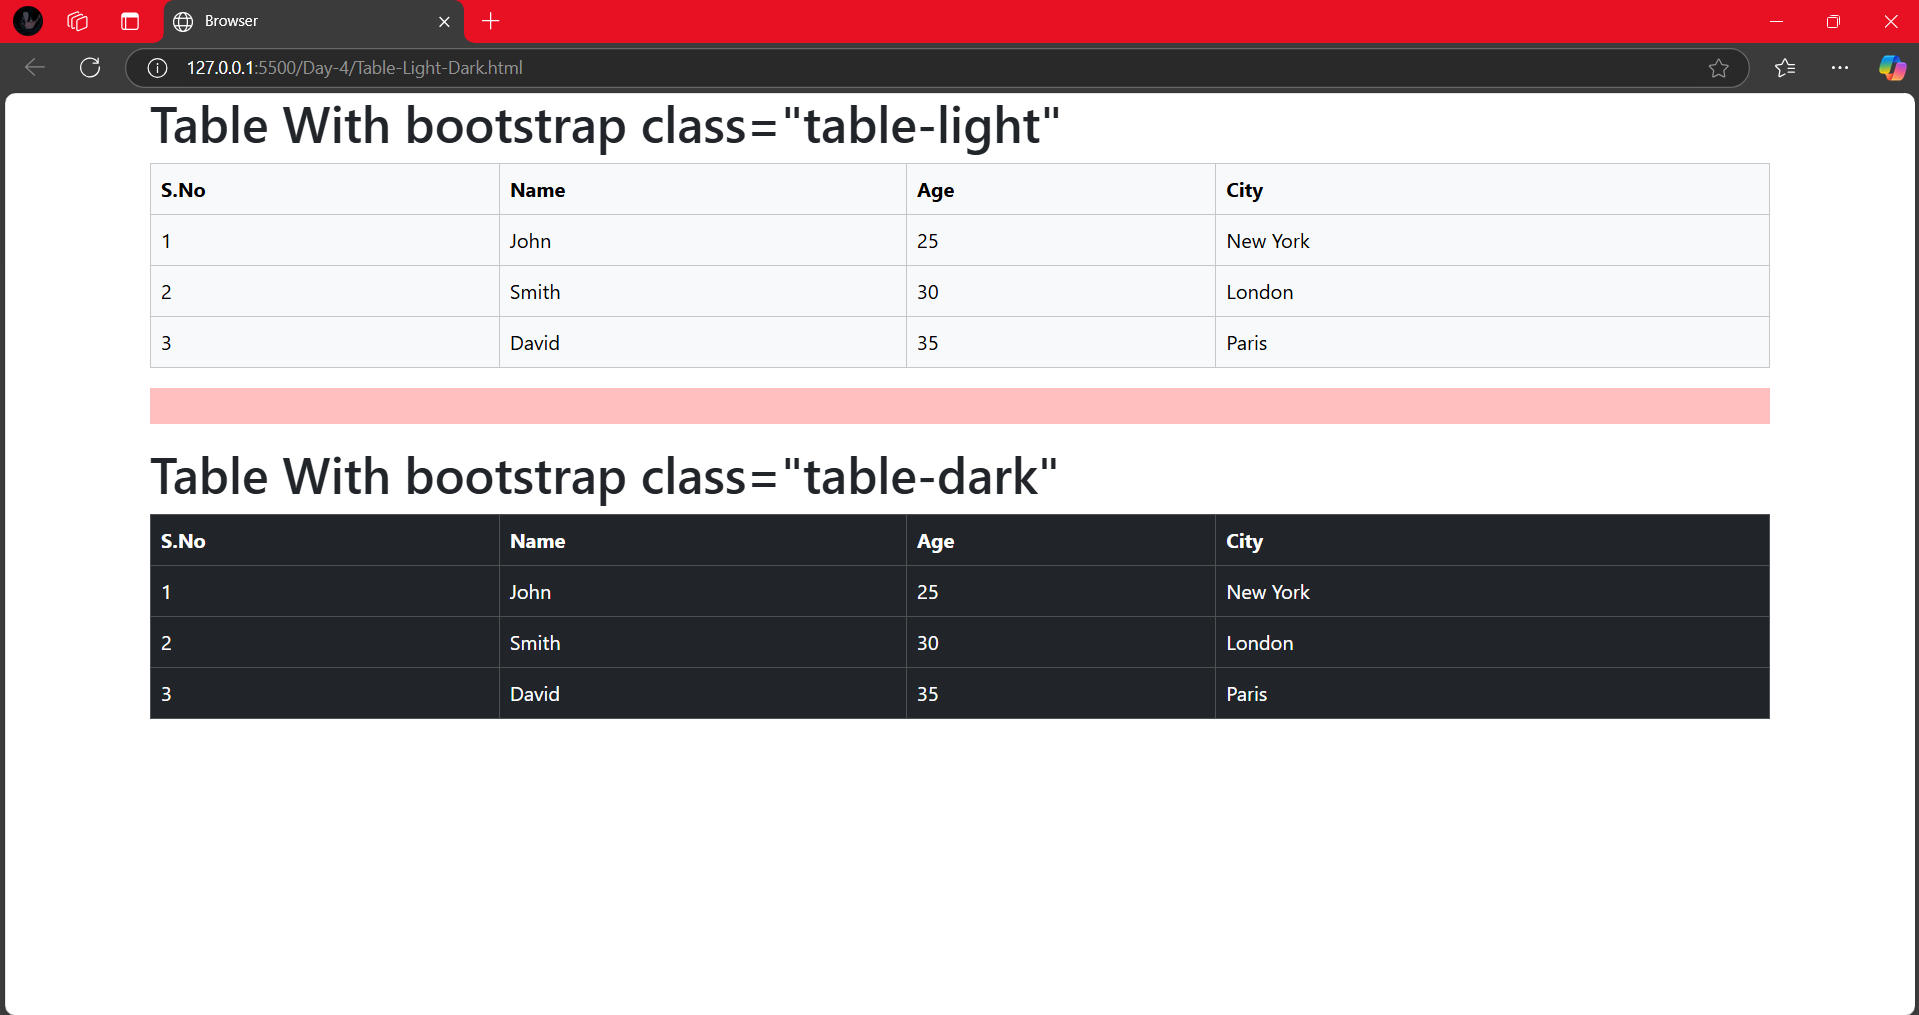 Browser
127.0.0.1:5500/Day-4/Table-Light-Dark.html
Table With bootstrap class="table-light"
S.No Name Age City
1 John 25 New York
2 Smith 30 London
3 David 35 Paris
Table With bootstrap class="table-dark"
S.No Name Age City
1 John 25 New York
2 Smith 30 London
3 David 35 Paris